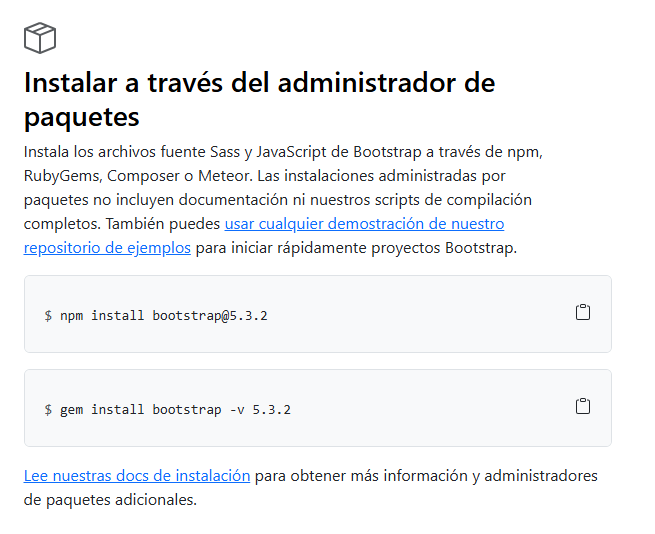 Instalar a través del administrador de
paquetes
Instala los archivos fuente Sass y JavaScript de Bootstrap a través de npm,
RubyGems, Composer o Meteor. Las instalaciones administradas por
paquetes no incluyen documentación ni nuestros scripts de compilación
completos. También puedes usar cualquier demostración de nuestro
repositorio de ejemplos para iniciar rápidamente proyectos Bootstrap.
$ npm install bootstrap@5.3.2
$ gem install bootstrap -v 5.3.2
Lee nuestras docs de instalación para obtener más información y administradores
de paquetes adicionales.